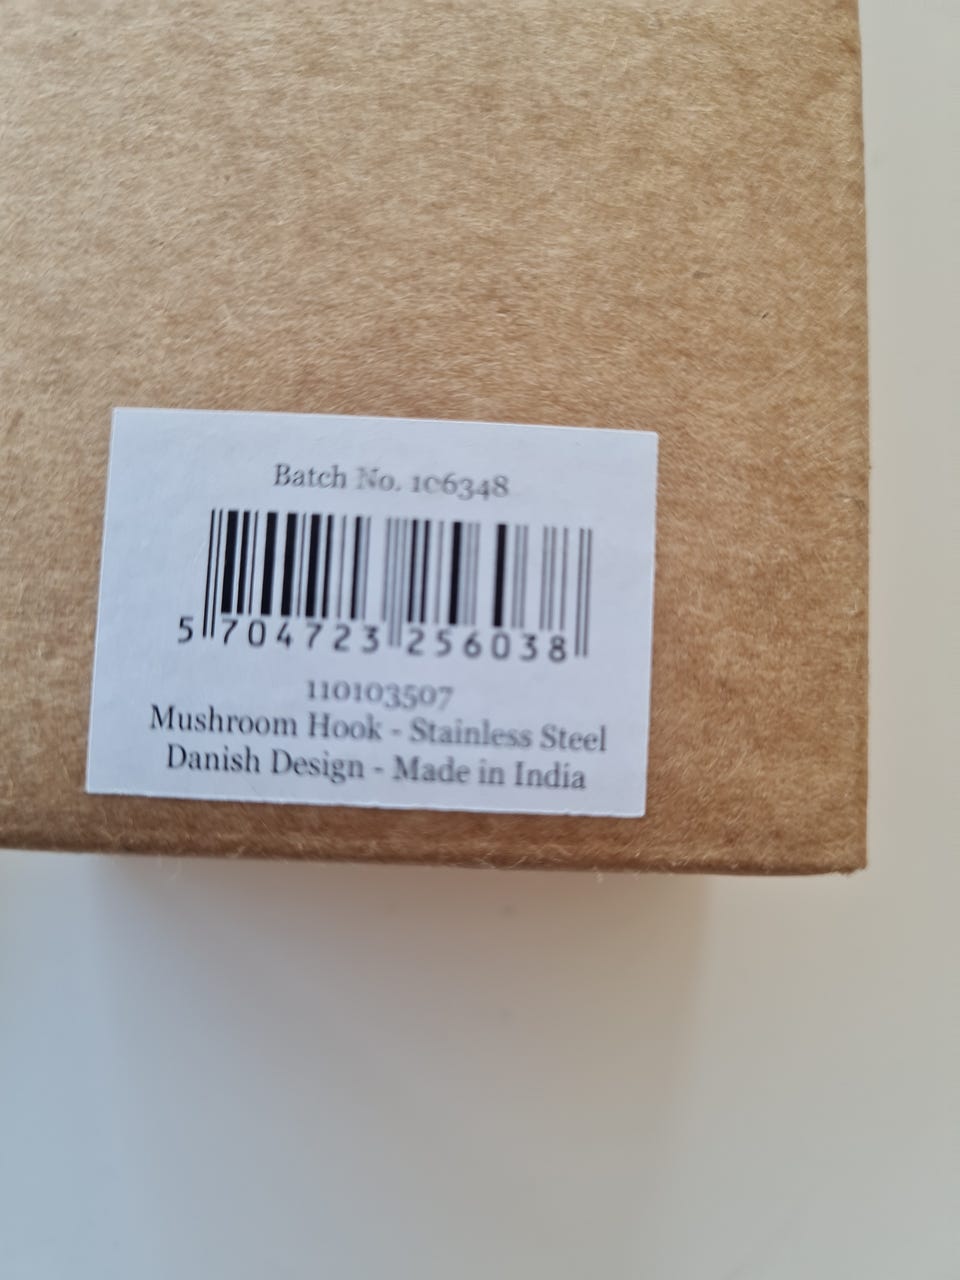 Batch No. 106348
5 704723 256038
110103507
Mushroom Hook - Stainless Steel
Danish Design - Made in India